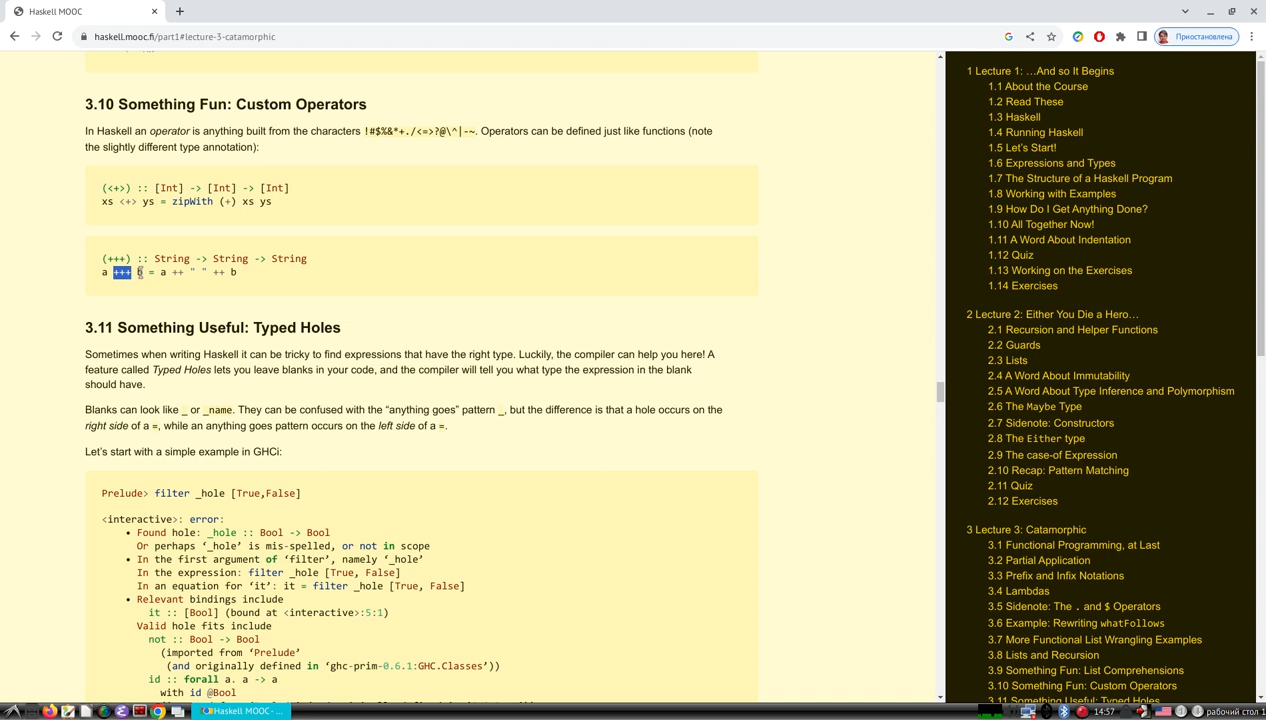 Haskell MOOC
haskell.mooc.fi/part1#lecture-3-catamorphic
Приостановлена
3.10 Something Fun: Custom Operators
In Haskell an operator is anything built from the characters !#$%&*+./<=>?@\^|-~. Operators can be defined just like functions (note
the slightly different type annotation):
(<+>) :: [Int] -> [Int] -> [Int]
xs <+> ys = zipWith (+) xs ys
(+++) :: String -> String -> String
a +++ b = a ++ " " ++ b
3.11 Something Useful: Typed Holes
Sometimes when writing Haskell it can be tricky to find expressions that have the right type. Luckily, the compiler can help you here! A
feature called Typed Holes lets you leave blanks in your code, and the compiler will tell you what type the expression in the blank
should have.
Blanks can look like _ or _name. They can be confused with the “anything goes” pattern _, but the difference is that a hole occurs on the
right side of a =, while an anything goes pattern occurs on the left side of a =.
Let’s start with a simple example in GHCi:
Prelude> filter _hole [True,False]
<interactive>: error:
• Found hole: _hole :: Bool -> Bool
Or perhaps ‘_hole’ is mis-spelled, or not in scope
• In the first argument of ‘filter’, namely ‘_hole’
In the expression: filter _hole [True, False]
In an equation for ‘it’: it = filter _hole [True, False]
• Relevant bindings include
it :: [Bool] (bound at <interactive>:5:1)
Valid hole fits include
not :: Bool -> Bool
(imported from ‘Prelude’
(and originally defined in ‘ghc-prim-0.6.1:GHC.Classes’))
id :: forall a. a -> a
with id @Bool
1 Lecture 1: …And so It Begins
1.1 About the Course
1.2 Read These
1.3 Haskell
1.4 Running Haskell
1.5 Let’s Start!
1.6 Expressions and Types
1.7 The Structure of a Haskell Program
1.8 Working with Examples
1.9 How Do I Get Anything Done?
1.10 All Together Now!
1.11 A Word About Indentation
1.12 Quiz
1.13 Working on the Exercises
1.14 Exercises
2 Lecture 2: Either You Die a Hero…
2.1 Recursion and Helper Functions
2.2 Guards
2.3 Lists
2.4 A Word About Immutability
2.5 A Word About Type Inference and Polymorphism
2.6 The Maybe Type
2.7 Sidenote: Constructors
2.8 The Either type
2.9 The case-of Expression
2.10 Recap: Pattern Matching
2.11 Quiz
2.12 Exercises
3 Lecture 3: Catamorphic
3.1 Functional Programming, at Last
3.2 Partial Application
3.3 Prefix and Infix Notations
3.4 Lambdas
3.5 Sidenote: The . and $ Operators
3.6 Example: Rewriting whatFollows
3.7 More Functional List Wrangling Examples
3.8 Lists and Recursion
3.9 Something Fun: List Comprehensions
3.10 Something Fun: Custom Operators
3.11 Something Useful: Typed Holes
Haskell MOOC - ...
14:57
рабочий стол 1